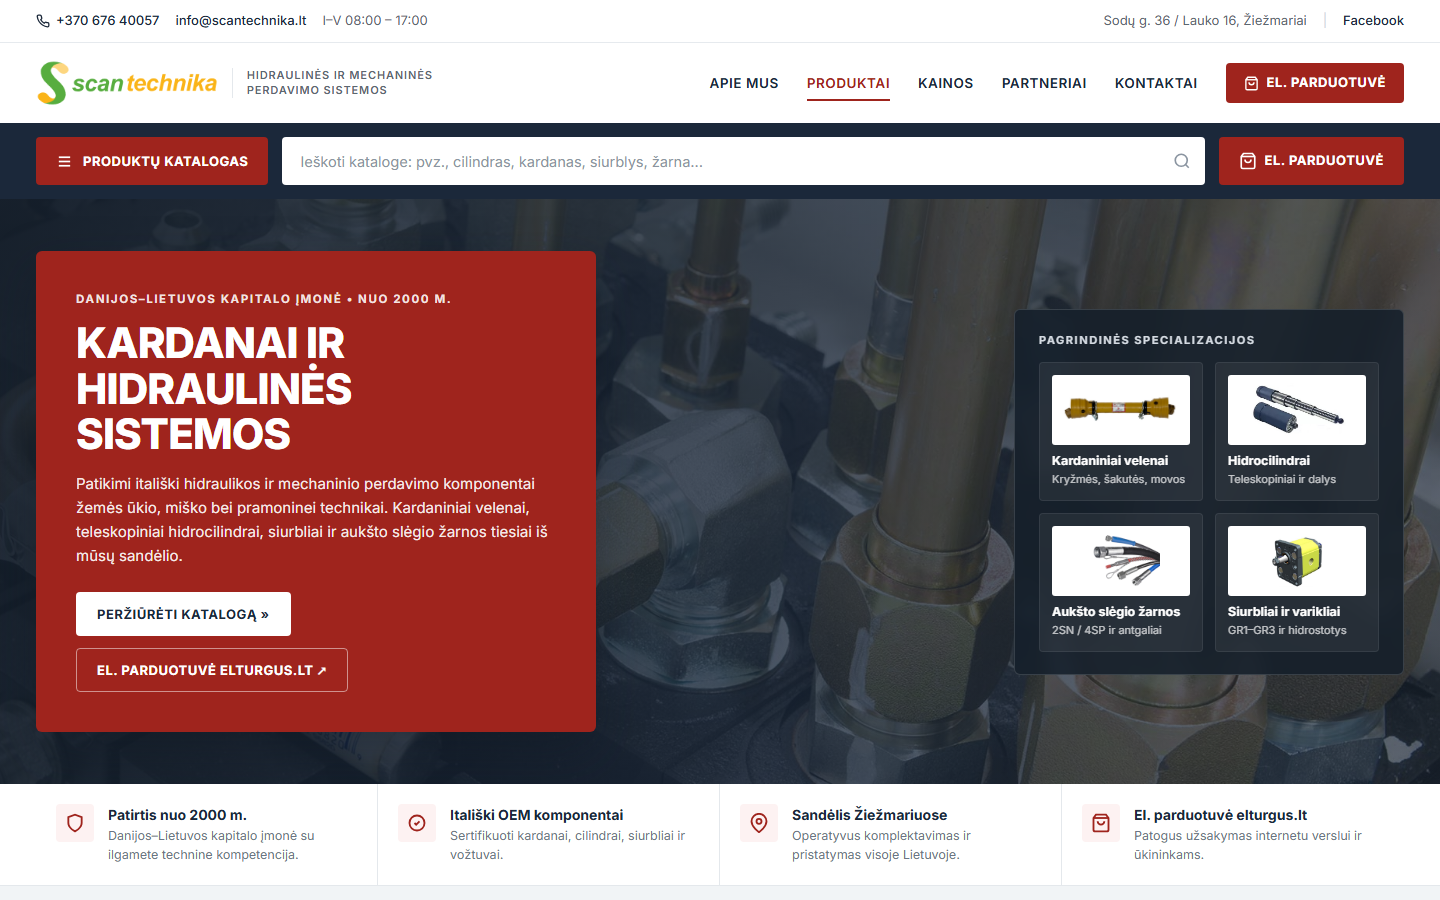 +370 676 40057 info@scantechnika.lt I–V 08:00 – 17:00 Sodų g. 36 / Lauko 16, Žiežmariai Facebook
scantechnika
HIDRAULINĖS IR MECHANINĖS
PERDAVIMO SISTEMOS
APIE MUS PRODUKTAI KAINOS PARTNERIAI KONTAKTAI EL. PARDUOTUVĖ
PRODUKTŲ KATALOGAS Ieškoti kataloge: pvz., cilindras, kardanas, siurblys, žarna... EL. PARDUOTUVĖ
DANIJOS–LIETUVOS KAPITALO ĮMONĖ • NUO 2000 M.
KARDANAI IR
HIDRAULINĖS
SISTEMOS
Patikimi itališki hidraulikos ir mechaninio perdavimo komponentai
žemės ūkio, miško bei pramoninei technikai. Kardaniniai velenai,
teleskopiniai hidrocilindrai, siurbliai ir aukšto slėgio žarnos tiesiai iš
mūsų sandėlio.
PERŽIŪRĖTI KATALOGĄ »
EL. PARDUOTUVĖ ELTURGUS.LT ↗
PAGRINDINĖS SPECIALIZACIJOS
Kardaniniai velenai
Kryžmės, šakutės, movos
Hidrocilindrai
Teleskopiniai ir dalys
Aukšto slėgio žarnos
2SN / 4SP ir antgaliai
Siurbliai ir varikliai
GR1–GR3 ir hidrostotys
Patirtis nuo 2000 m.
Danijos–Lietuvos kapitalo įmonė su
ilgamete technine kompetencija.
Itališki OEM komponentai
Sertifikuoti kardanai, cilindrai, siurbliai ir
vožtuvai.
Sandėlis Žiežmariuose
Operatyvus komplektavimas ir
pristatymas visoje Lietuvoje.
El. parduotuvė elturgus.lt
Patogus užsakymas internetu verslui ir
ūkininkams.